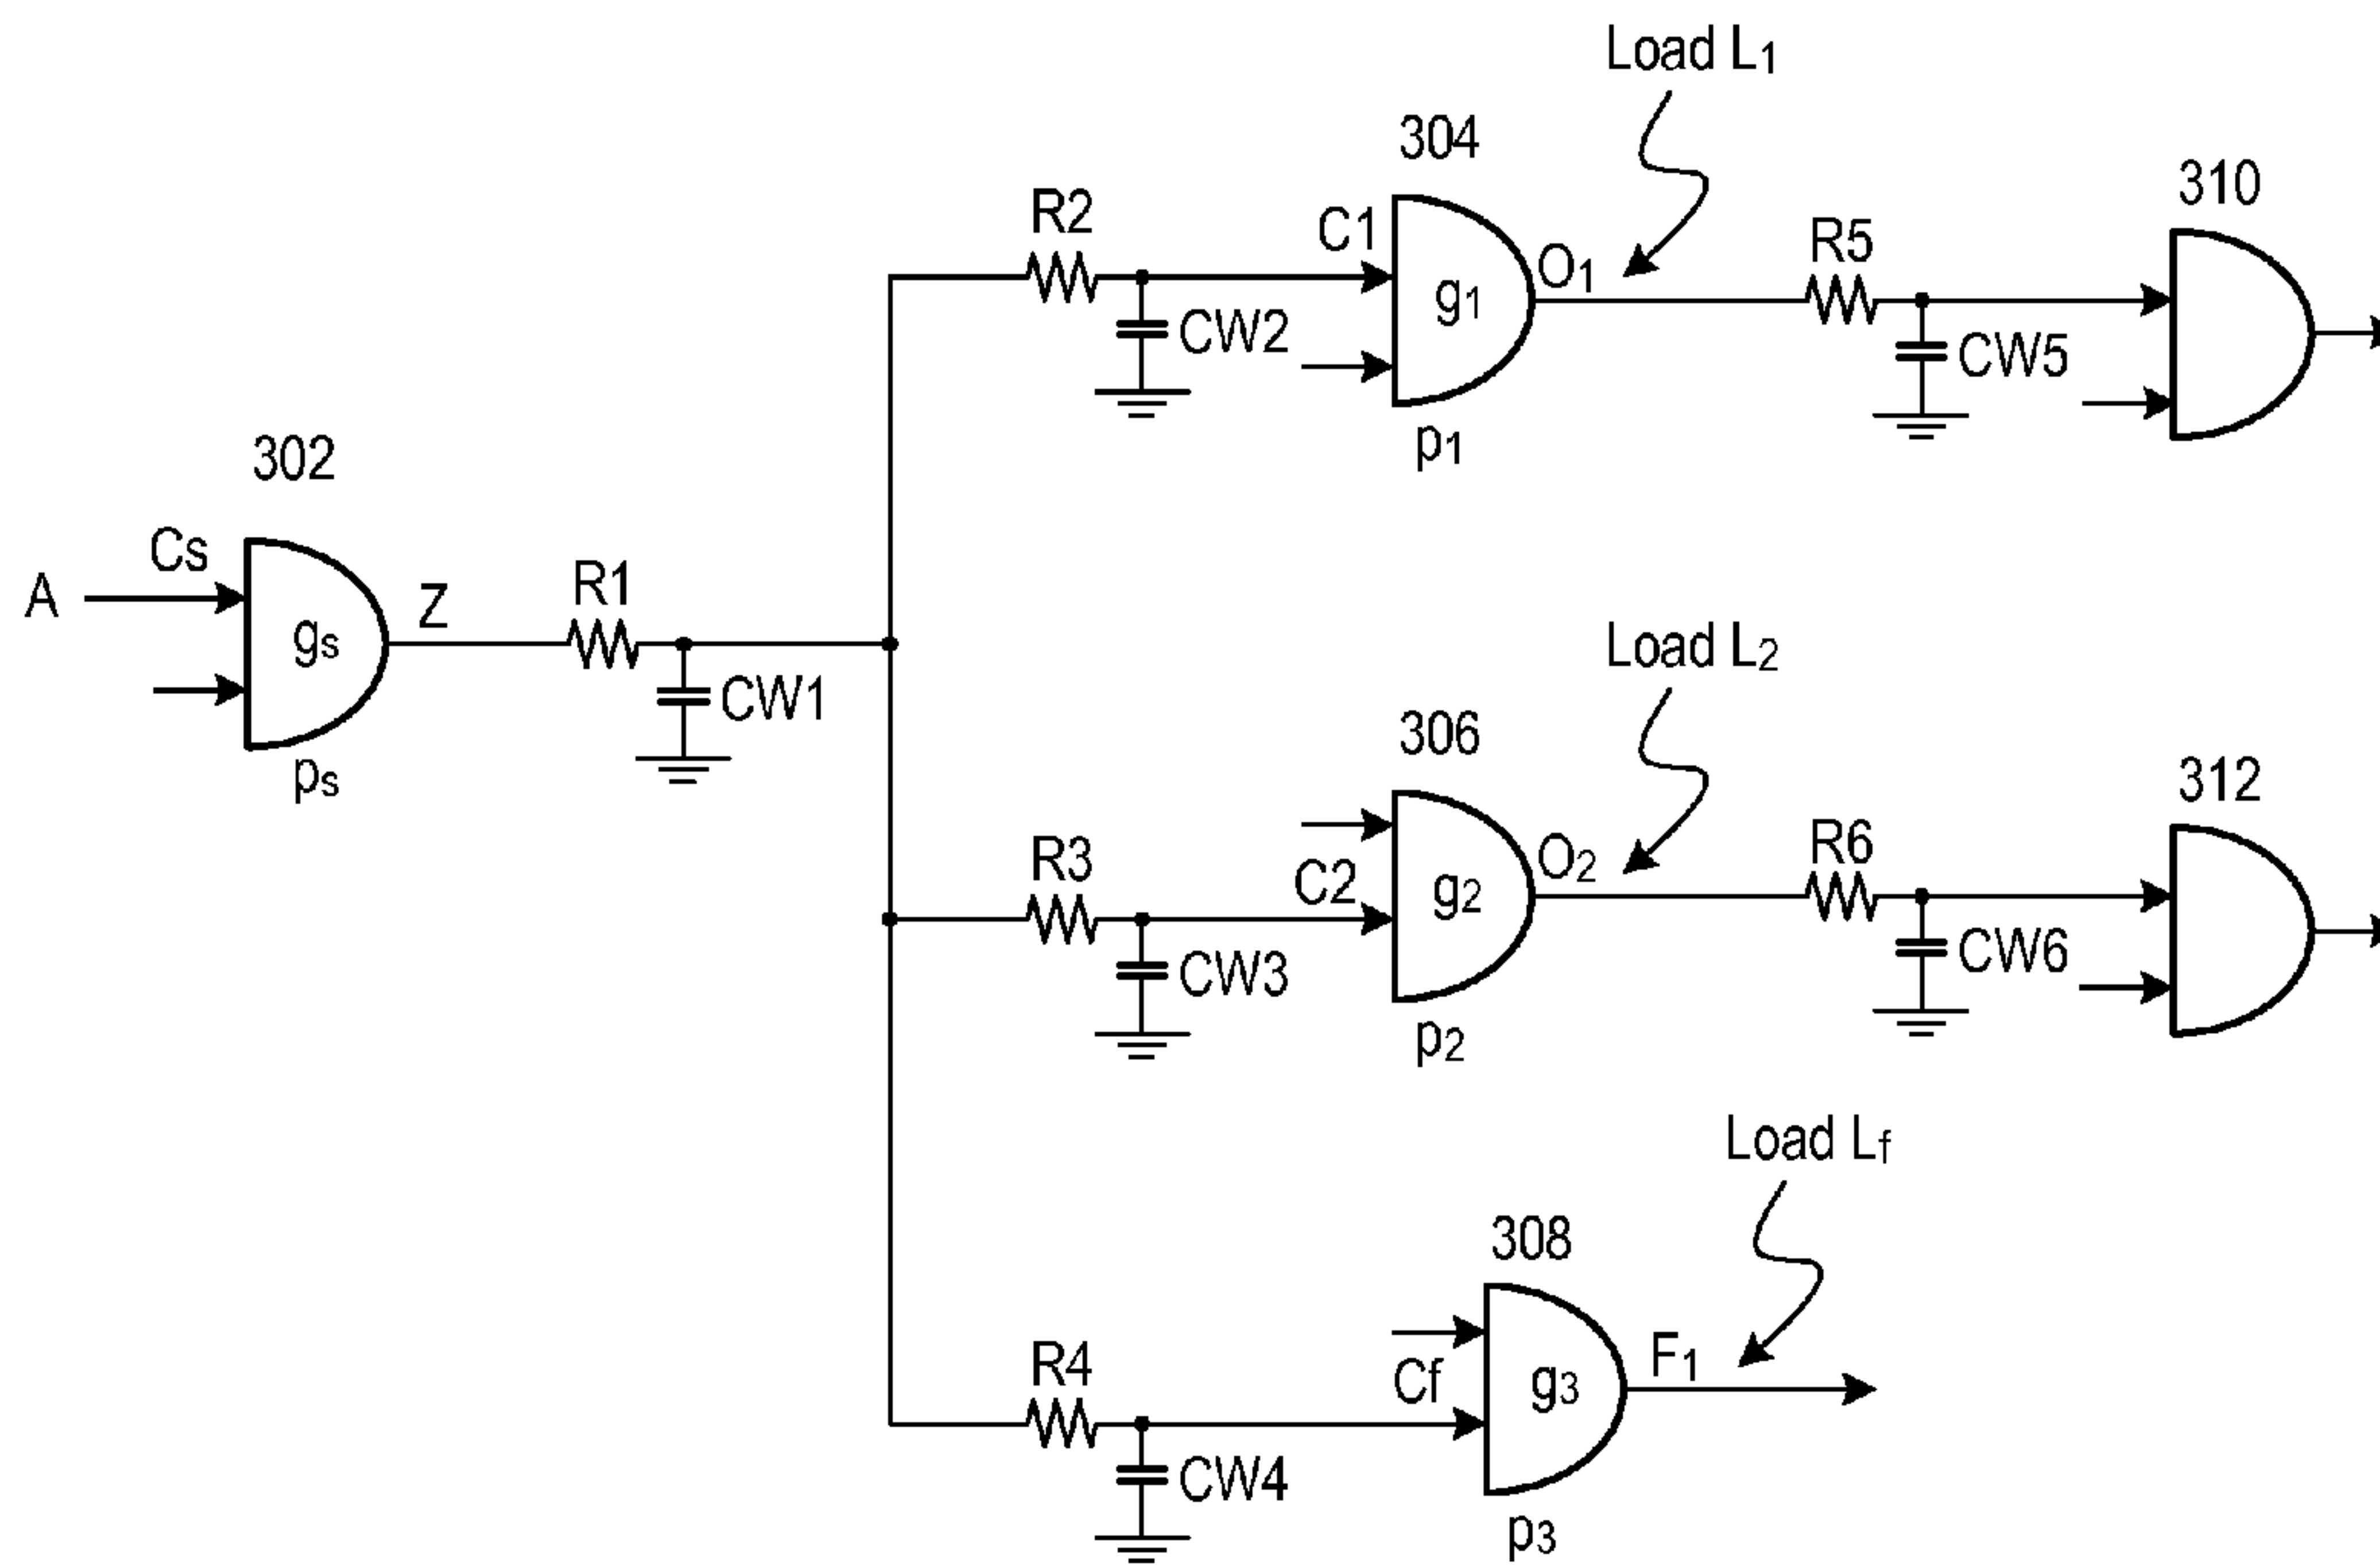 Load L1
304
310
R2
C1
O1
R5
g1
CW2
CW5
p1
302
Cs
A
Z
R1
gs
CW1
ps
Load L2
306
312
R3
C2
O2
R6
g2
CW3
CW6
p2
Load Lf
308
R4
Cf
F1
g3
CW4
p3